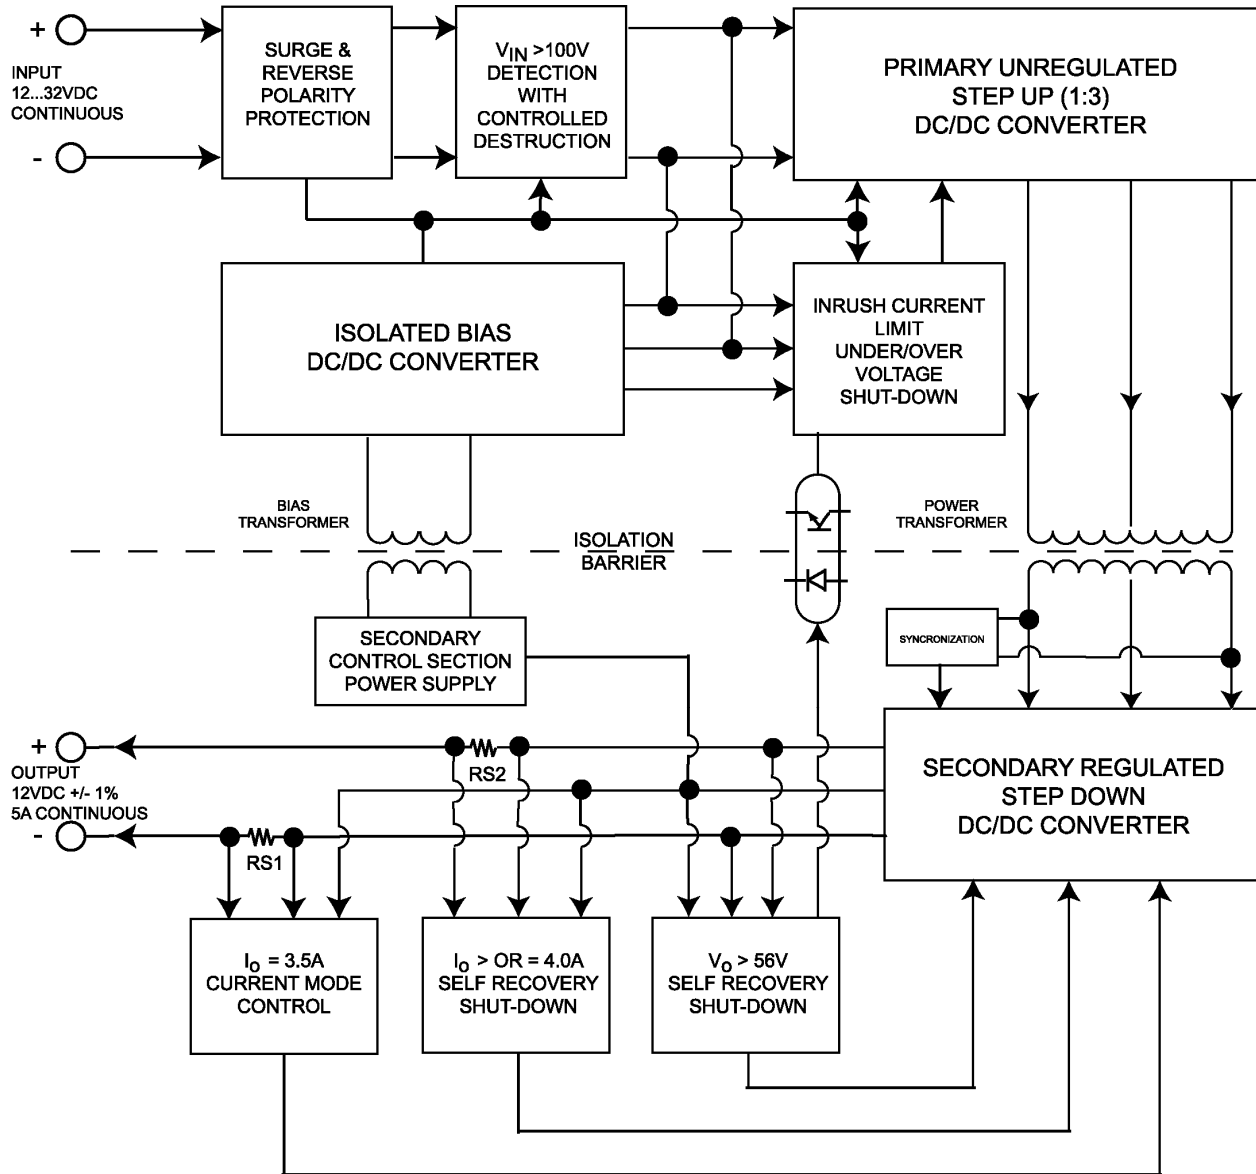 +
INPUT
12...32VDC
CONTINUOUS
-
SURGE &
REVERSE
POLARITY
PROTECTION
VIN >100V
DETECTION
WITH
CONTROLLED
DESTRUCTION
PRIMARY UNREGULATED
STEP UP (1:3)
DC/DC CONVERTER
ISOLATED BIAS
DC/DC CONVERTER
INRUSH CURRENT
LIMIT
UNDER/OVER
VOLTAGE
SHUT-DOWN
BIAS
TRANSFORMER
POWER
TRANSFORMER
ISOLATION
BARRIER
SECONDARY
CONTROL SECTION
POWER SUPPLY
SYNCRONIZATION
+
OUTPUT
12VDC +/- 1%
5A CONTINUOUS
-
RS2
RS1
SECONDARY REGULATED
STEP DOWN
DC/DC CONVERTER
IO = 3.5A
CURRENT MODE
CONTROL
IO > OR = 4.0A
SELF RECOVERY
SHUT-DOWN
VO > 56V
SELF RECOVERY
SHUT-DOWN